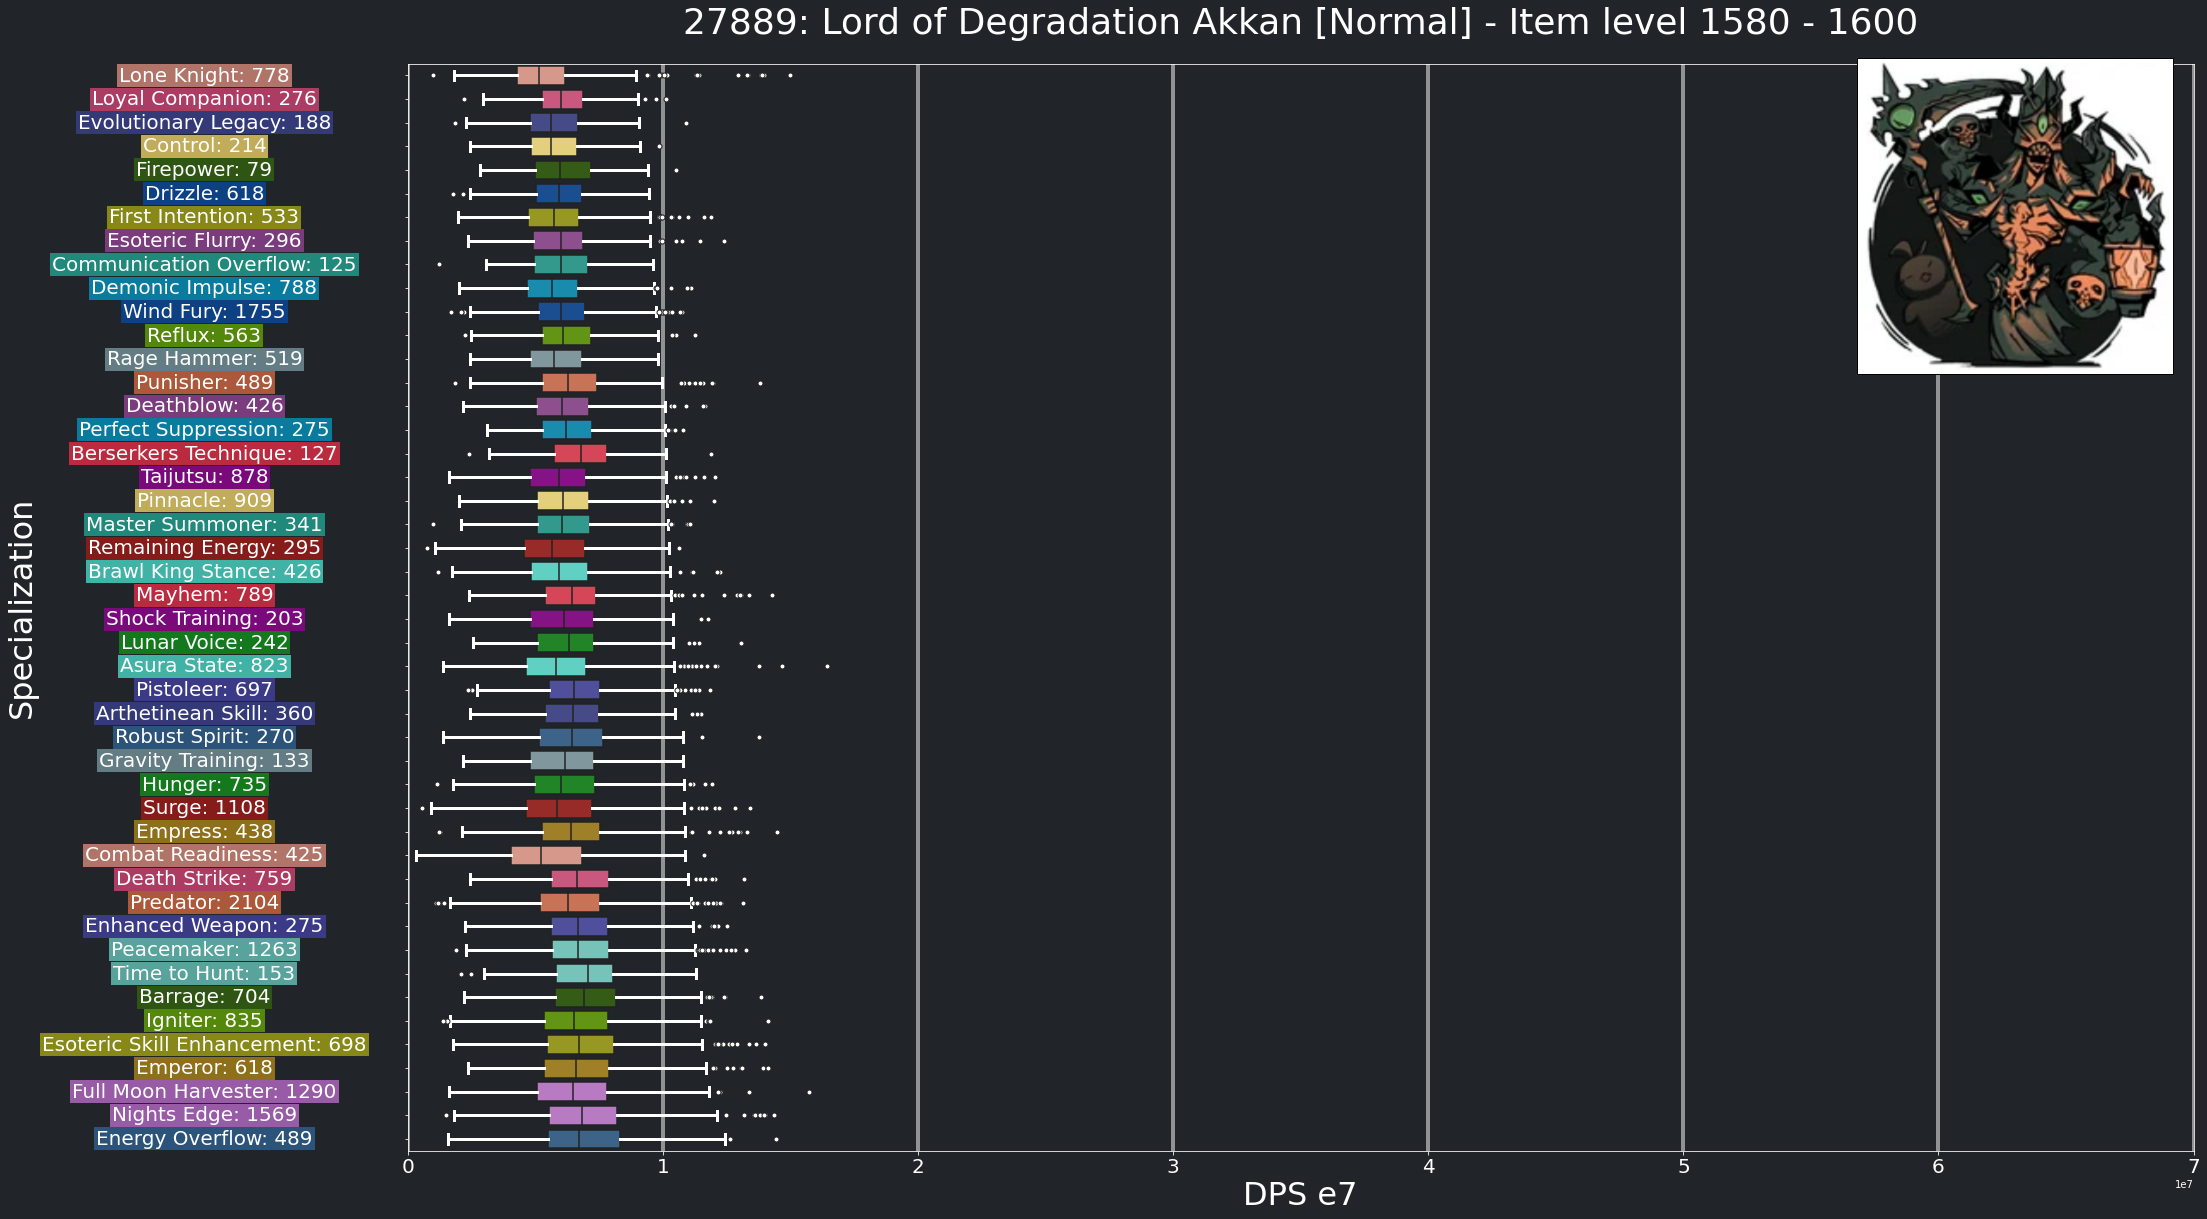 27889: Lord of Degradation Akkan [Normal] - Item level 1580 - 1600
Lone Knight: 778
Loyal Companion: 276
Evolutionary Legacy: 188
Control: 214
Firepower: 79
Drizzle: 618
First Intention: 533
Esoteric Flurry: 296
Communication Overflow: 125
Demonic Impulse: 788
Wind Fury: 1755
Reflux: 563
Rage Hammer: 519
Punisher: 489
Deathblow: 426
Perfect Suppression: 275
Berserkers Technique: 127
Taijutsu: 878
Pinnacle: 909
Master Summoner: 341
Remaining Energy: 295
Brawl King Stance: 426
Mayhem: 789
Shock Training: 203
Lunar Voice: 242
Asura State: 823
Pistoleer: 697
Arthetinean Skill: 360
Robust Spirit: 270
Gravity Training: 133
Hunger: 735
Surge: 1108
Empress: 438
Combat Readiness: 425
Death Strike: 759
Predator: 2104
Enhanced Weapon: 275
Peacemaker: 1263
Time to Hunt: 153
Barrage: 704
Igniter: 835
Esoteric Skill Enhancement: 698
Emperor: 618
Full Moon Harvester: 1290
Nights Edge: 1569
Energy Overflow: 489
Specialization
0 1 2 3 4 5 6 7
DPS e7
1e7